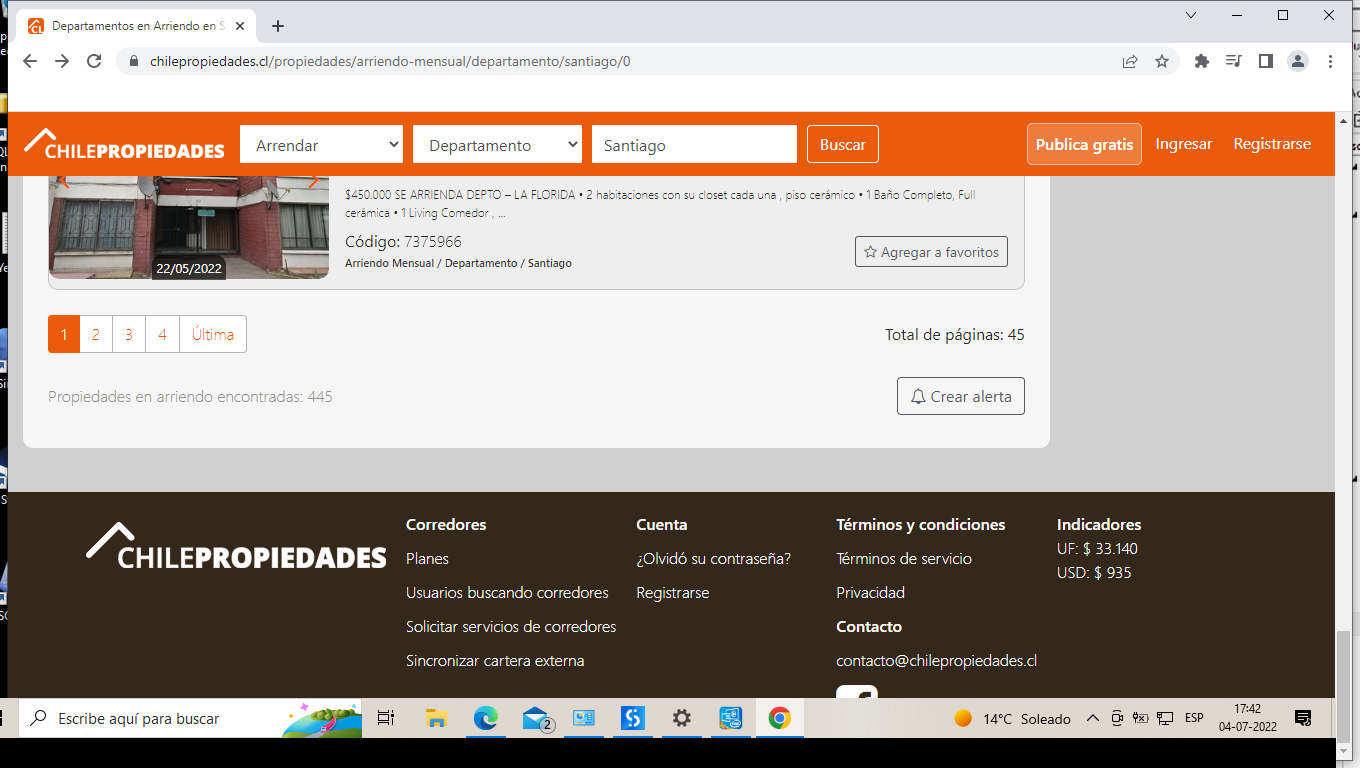 Departamentos en Arriendo en S
chilepropiedades.cl/propiedades/arriendo-mensual/departamento/santiago/0
CHILEPROPIEDADES
Arrendar
Departamento
Santiago
Buscar
Publica gratis
Ingresar
Registrarse
$450.000 SE ARRIENDA DEPTO – LA FLORIDA • 2 habitaciones con su closet cada una , piso cerámico • 1 Baño Completo, Full
cerámica • 1 Living Comedor , ...
Código: 7375966
Arriendo Mensual / Departamento / Santiago
Agregar a favoritos
22/05/2022
1 2 3 4 Última
Total de páginas: 45
Propiedades en arriendo encontradas: 445
Crear alerta
CHILEPROPIEDADES
Corredores
Planes
Usuarios buscando corredores
Solicitar servicios de corredores
Sincronizar cartera externa
Cuenta
¿Olvidó su contraseña?
Registrarse
Términos y condiciones
Términos de servicio
Privacidad
Contacto
contacto@chilepropiedades.cl
Indicadores
UF: $ 33.140
USD: $ 935
Escribe aquí para buscar
2
14°C Soleado
ESP
17:42
04-07-2022